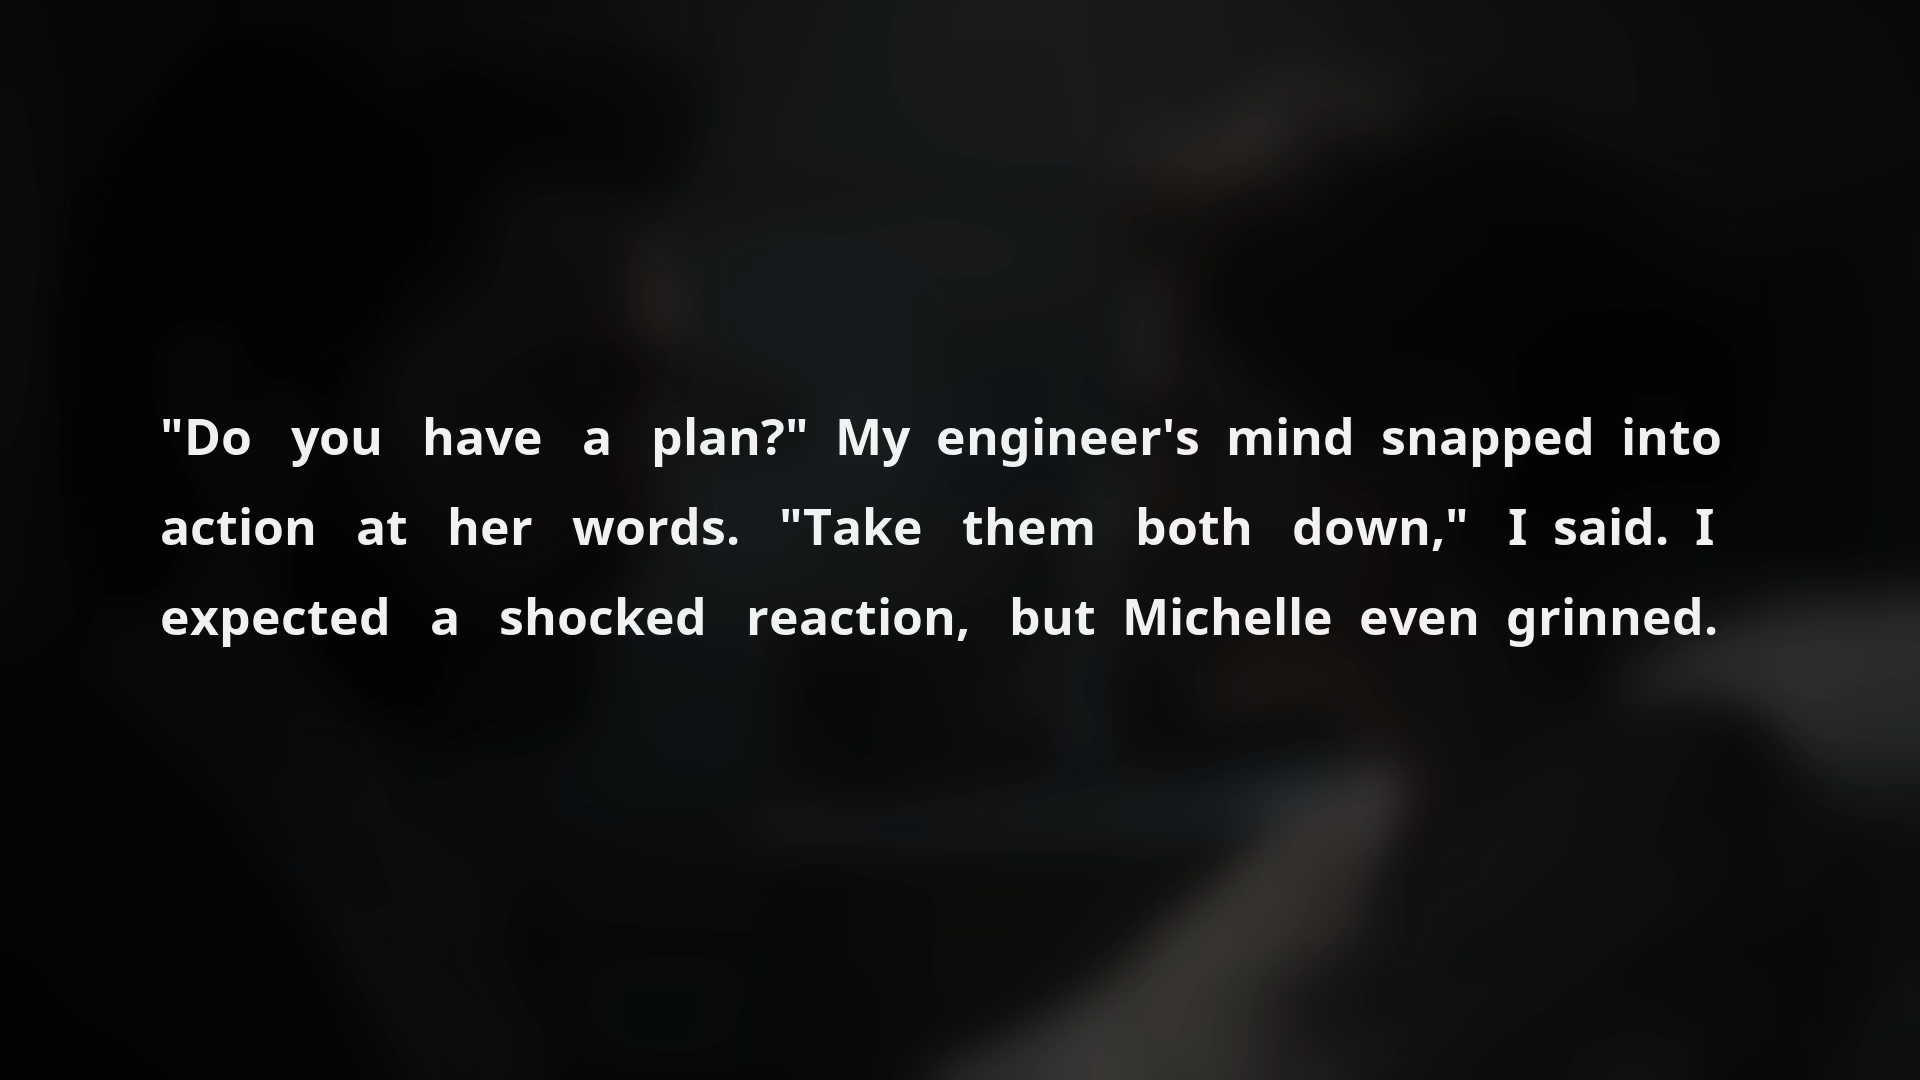 "Do you have a plan?" My engineer's mind snapped into
action at her words. "Take them both down," I said. I
expected a shocked reaction, but Michelle even grinned.